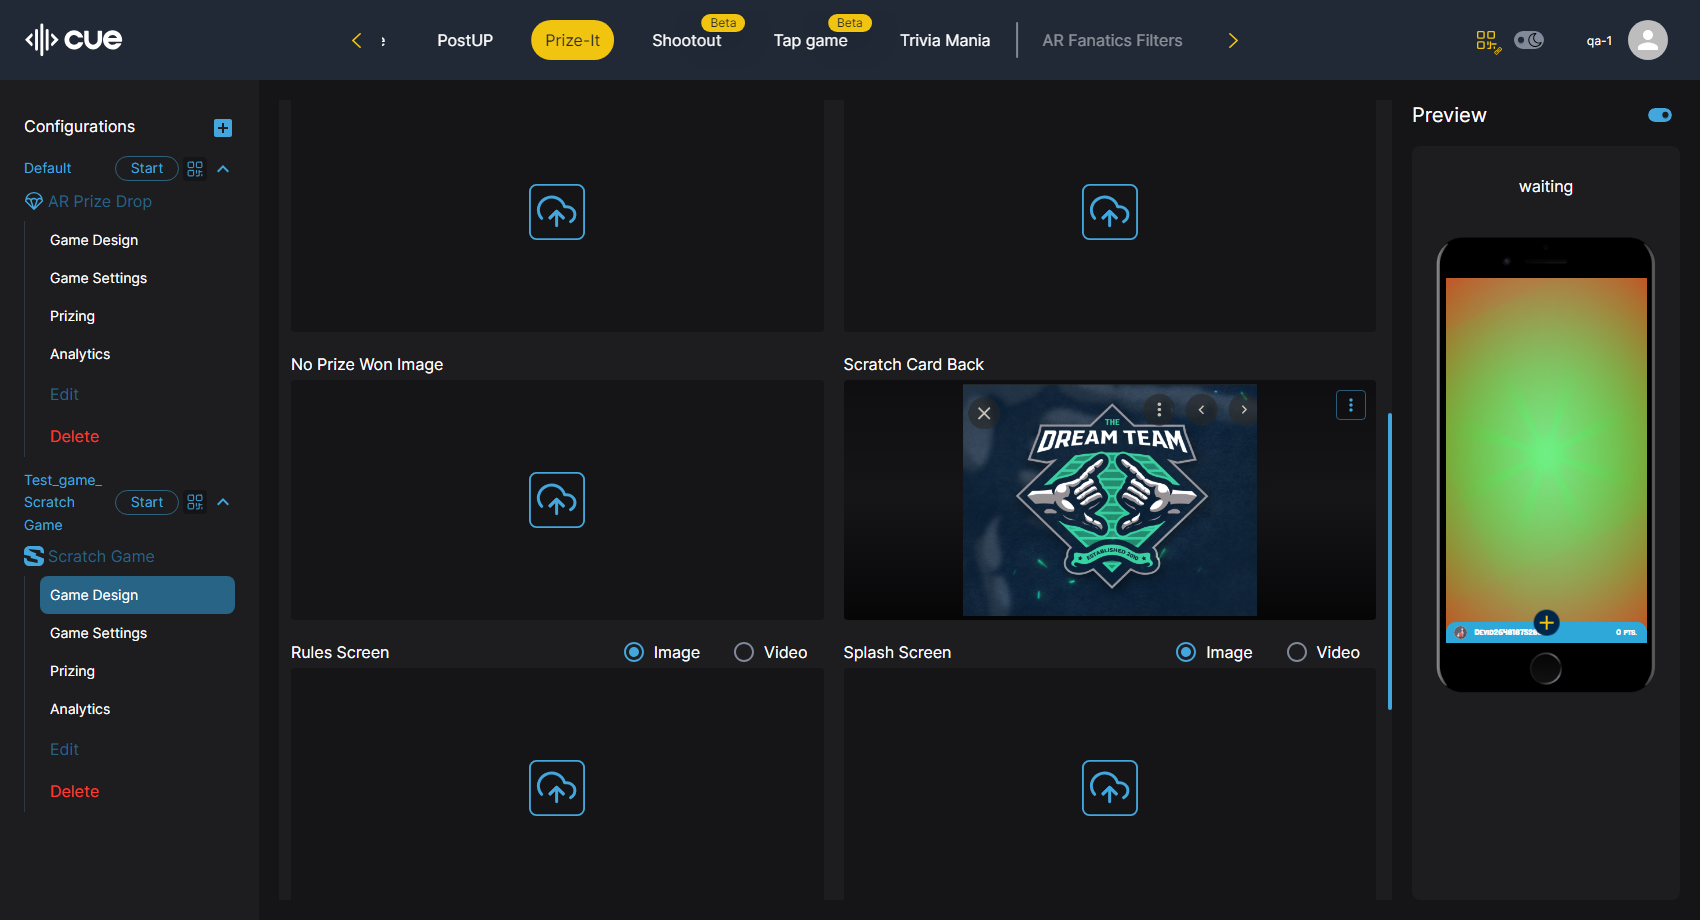 cue
e
PostUP
Prize-It
Shootout
Beta
Tap game
Beta
Trivia Mania
AR Fanatics Filters
qa-1
Configurations
Default
Start
AR Prize Drop
Game Design
Game Settings
Prizing
Analytics
Edit
Delete
Test_game_
Scratch
Game
Start
Scratch Game
Game Design
Game Settings
Prizing
Analytics
Edit
Delete
No Prize Won Image
Scratch Card Back
THE
DREAM TEAM
ESTABLISHED 2010
Rules Screen
Image
Video
Splash Screen
Image
Video
Preview
waiting
0 PTS.